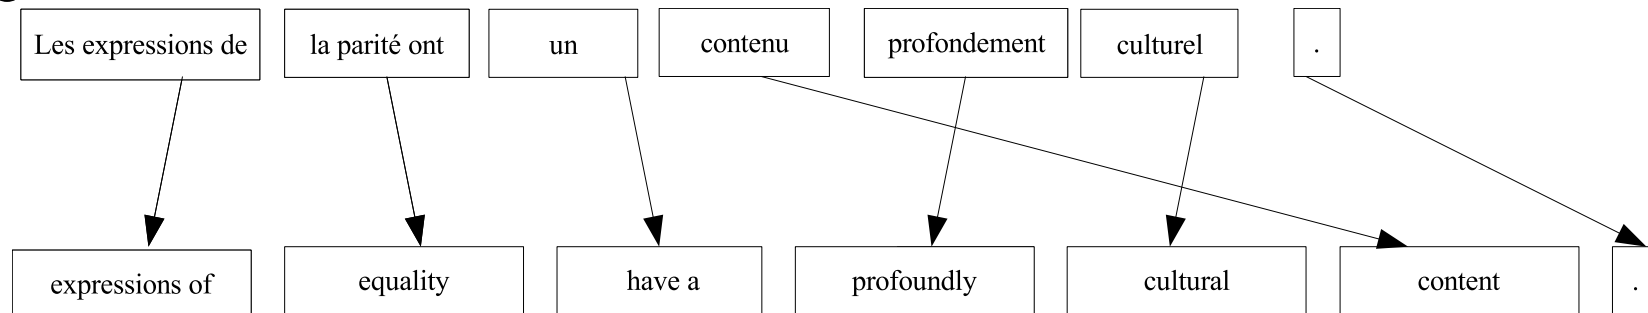 Les expressions de la parité ont un contenu profondement culturel .
expressions of equality have a profoundly cultural content .